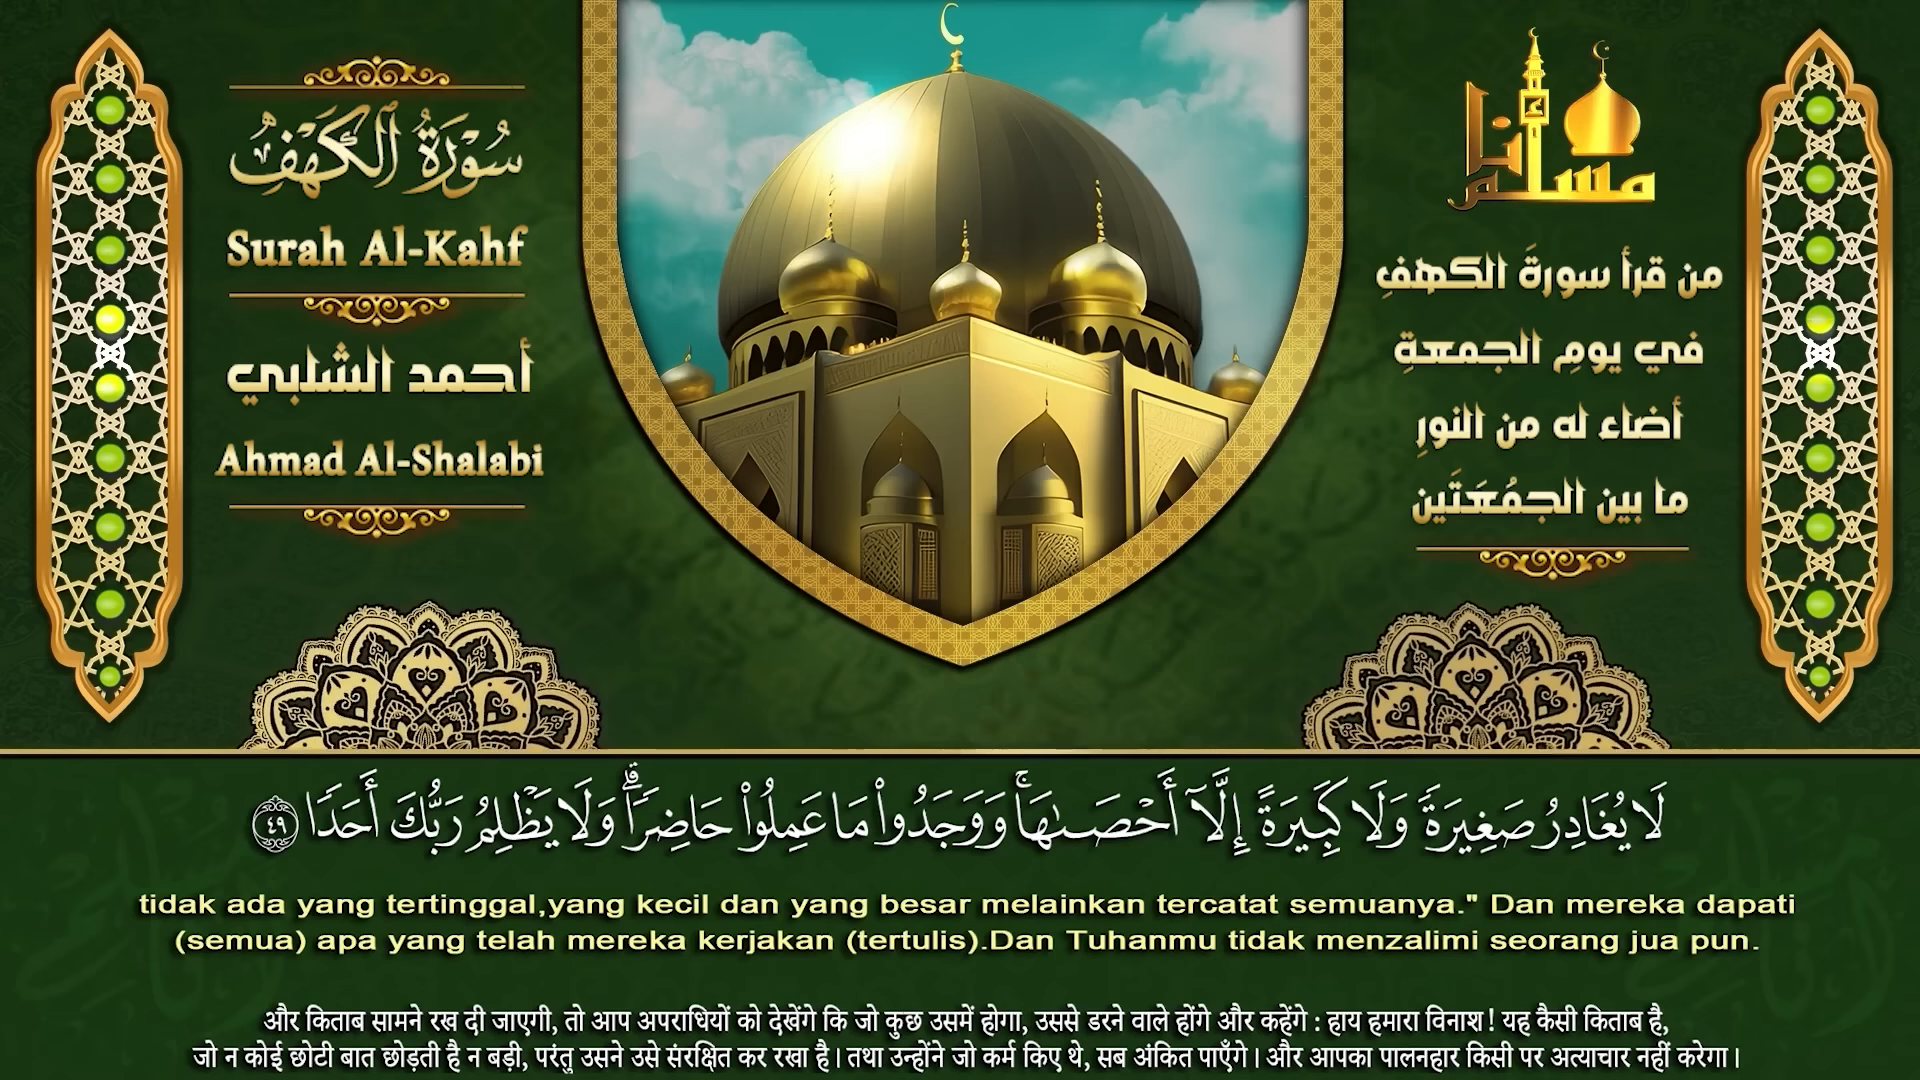 سُورَةُ الكَهْفِ
Surah Al-Kahf
أحمد الشلبي
Ahmad Al-Shalabi
أنا مسلم
من قرأ سورةَ الكهفِ
في يومِ الجمعةِ
أضاء له من النورِ
ما بين الجمُعَتَين
لَا يُغَادِرُ صَغِيرَةً وَلَا كَبِيرَةً إِلَّآ أَحْصَىٰهَاۚ وَوَجَدُوا۟ مَا عَمِلُوا۟ حَاضِرًاۗ وَلَا يَظْلِمُ رَبُّكَ أَحَدًا ٤٩
tidak ada yang tertinggal,yang kecil dan yang besar melainkan tercatat semuanya." Dan mereka dapati
(semua) apa yang telah mereka kerjakan (tertulis).Dan Tuhanmu tidak menzalimi seorang jua pun.
और किताब सामने रख दी जाएगी, तो आप अपराधियों को देखेंगे कि जो कुछ उसमें होगा, उससे डरने वाले होंगे और कहेंगे : हाय हमारा विनाश! यह कैसी किताब है,
जो न कोई छोटी बात छोड़ती है न बड़ी, परंतु उसने उसे संरक्षित कर रखा है। तथा उन्होंने जो कर्म किए थे, सब अंकित पाएँगे। और आपका पालनहार किसी पर अत्याचार नहीं करेगा।